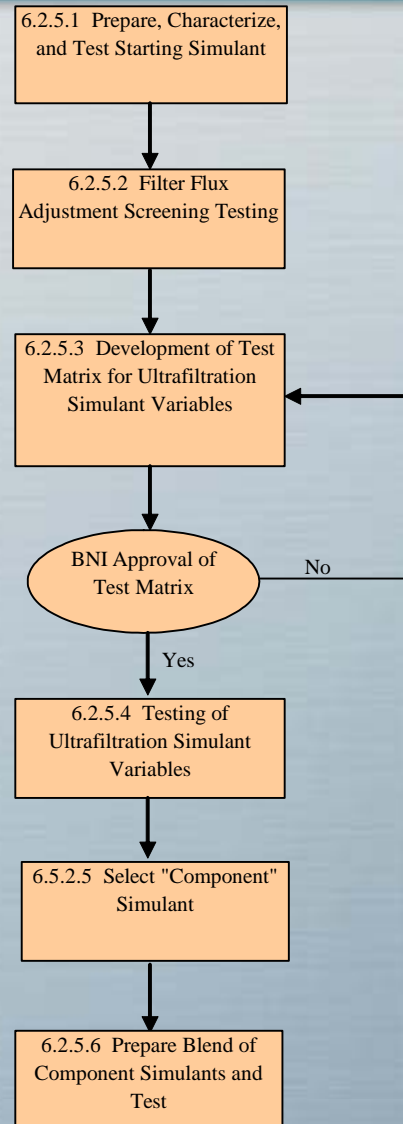 6.2.5.1 Prepare, Characterize,
and Test Starting Simulant
6.2.5.2 Filter Flux
Adjustment Screening Testing
6.2.5.3 Development of Test
Matrix for Ultrafiltration
Simulant Variables
BNI Approval of
Test Matrix
No
Yes
6.2.5.4 Testing of
Ultrafiltration Simulant
Variables
6.5.2.5 Select "Component"
Simulant
6.2.5.6 Prepare Blend of
Component Simulants and
Test